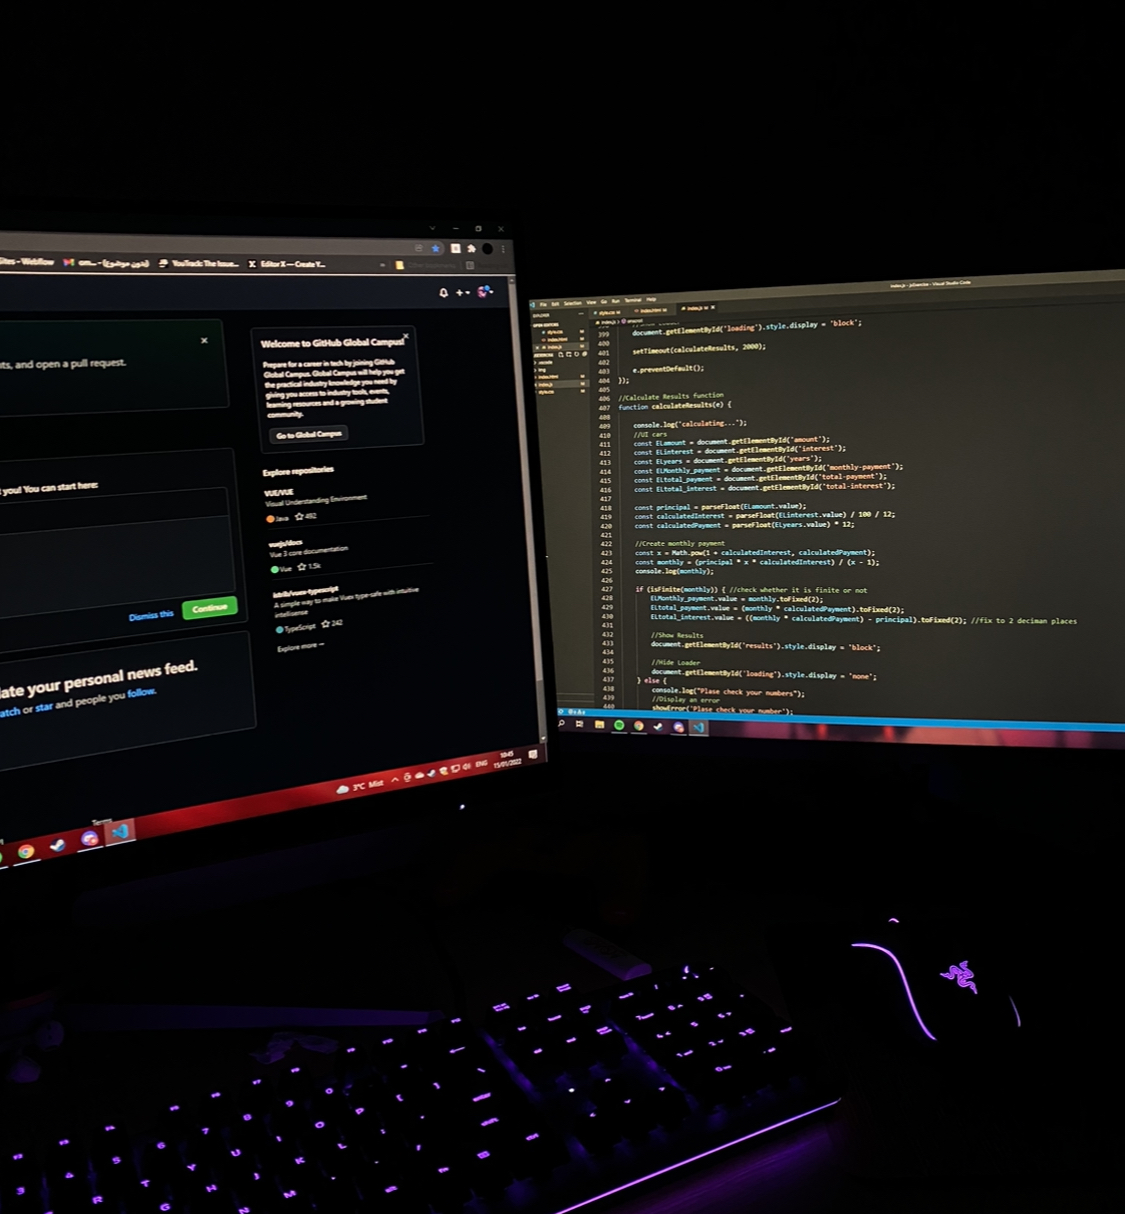 Sites - Webflow
(بدون موضوع) -
YouTrack: The Issue...
Editor X — Create Y...
Welcome to GitHub Global Campus!
Prepare for a career in tech by joining GitHub
Global Campus. Global Campus will help you get
the practical industry knowledge you need by
giving you access to industry tools, events,
learning resources and a growing student
community.
Go to Global Campus
nts, and open a pull request.
you! You can start here:
Dismiss this
Continue
late your personal news feed.
atch or star and people you follow.
Explore repositories
VUE/VUE
Visual Understanding Environment
Java 492
vuejs/docs
Vue 3 core documentation
Vue 1.5k
istrib/vuex-typescript
A simple way to make Vuex type-safe with intuitive
intellisense
TypeScript 242
Explore more
Terms
3°C Mist
ENG
10:45
15/01/2022
File Edit Selection View Go Run Terminal Help
Visual Studio Code
style.css M
index.html M
index.js M
399 document.getElementById('loading').style.display = 'block';
400
401 setTimeout(calculateResults, 2000);
402
403 e.preventDefault();
404 });
405
406 //Calculate Results function
407 function calculateResults(e) {
408
409 console.log('calculating...');
410 //UI cars
411 const ELamount = document.getElementById('amount');
412 const ELinterest = document.getElementById('interest');
413 const ELyears = document.getElementById('years');
414 const ELMonthly_payment = document.getElementById('monthly-payment');
415 const ELtotal_payment = document.getElementById('total-payment');
416 const ELtotal_interest = document.getElementById('total-interest');
417
418 const principal = parseFloat(ELamount.value);
419 const calculatedInterest = parseFloat(ELinterest.value) / 100 / 12;
420 const calculatedPayment = parseFloat(ELyears.value) * 12;
421
422 //Create monthly payment
423 const x = Math.pow(1 + calculatedInterest, calculatedPayment);
424 const monthly = (principal * x * calculatedInterest) / (x - 1);
425 console.log(monthly);
426
427 if (isFinite(monthly)) { //check whether it is finite or not
428 ELMonthly_payment.value = monthly.toFixed(2);
429 ELtotal_payment.value = (monthly * calculatedPayment).toFixed(2);
430 ELtotal_interest.value = ((monthly * calculatedPayment) - principal).toFixed(2); //fix to 2 deciman places
431
432 //Show Results
433 document.getElementById('results').style.display = 'block';
434
435 //Hide Loader
436 document.getElementById('loading').style.display = 'none';
437 } else {
438 console.log("Plase check your numbers");
439 //Display an error
440 showError('Plase check your number');